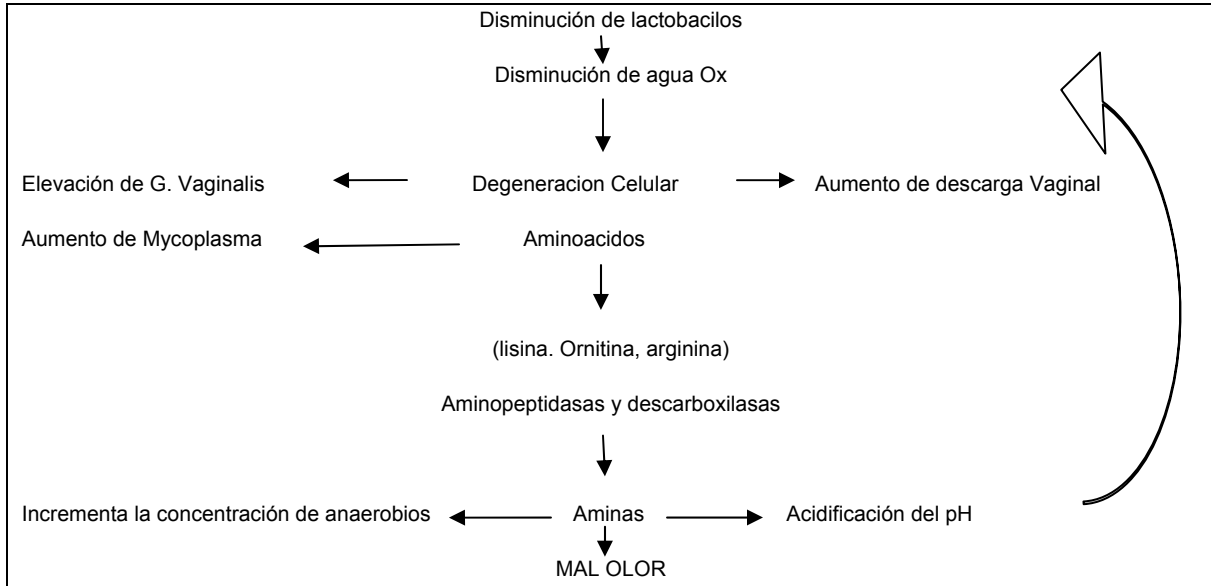 Disminución de lactobacilos
Disminución de agua Ox
Elevación de G. Vaginalis
Degeneracion Celular
Aumento de descarga Vaginal
Aumento de Mycoplasma
Aminoacidos
(lisina. Ornitina, arginina)
Aminopeptidasas y descarboxilasas
Incrementa la concentración de anaerobios
Aminas
Acidificación del pH
MAL OLOR